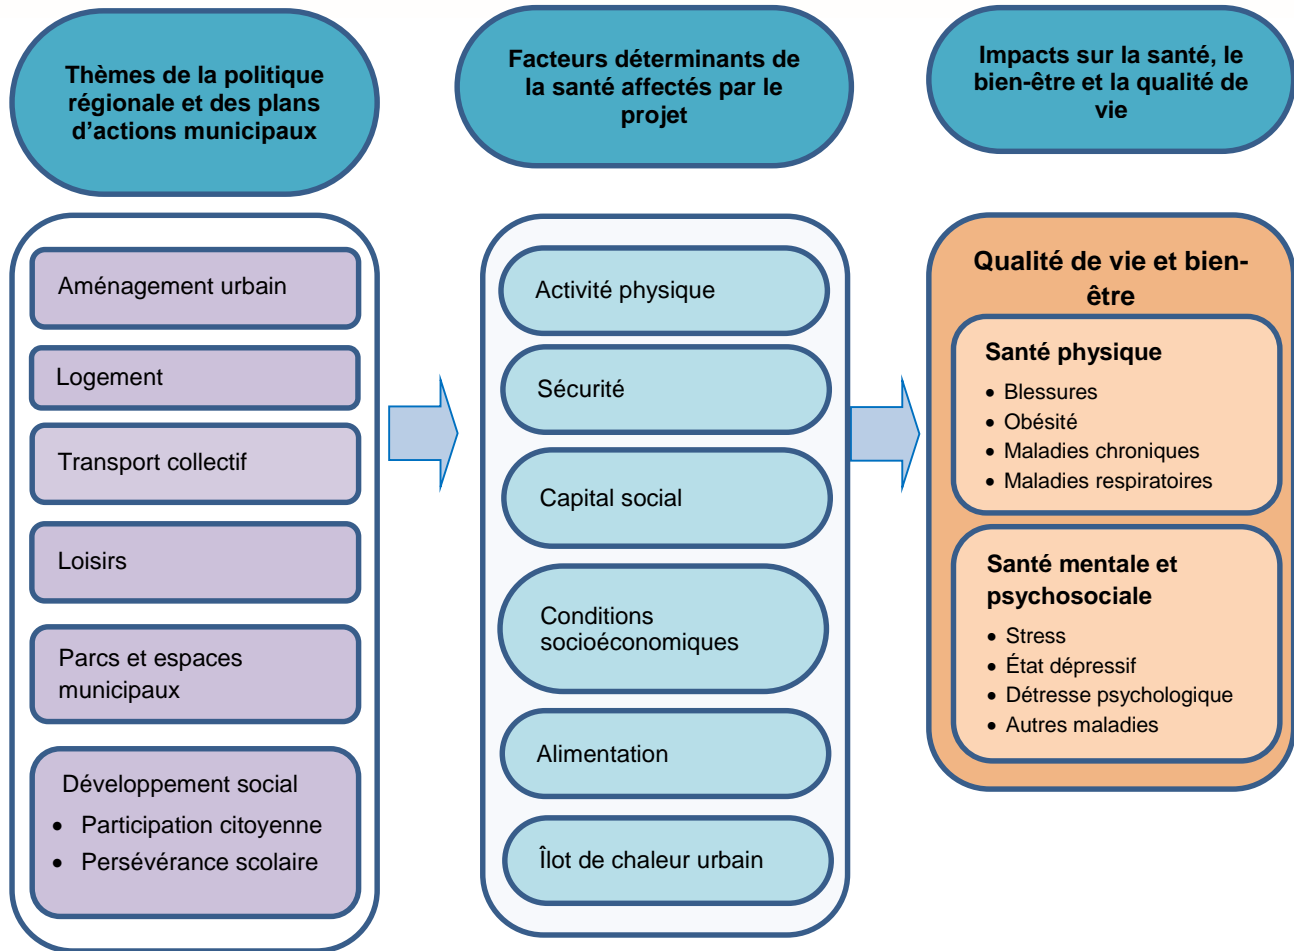 Thèmes de la politique
régionale et des plans
d'actions municipaux
Aménagement urbain
Logement
Transport collectif
Loisirs
Parcs et espaces
municipaux
Développement social
• Participation citoyenne
• Persévérance scolaire
Facteurs déterminants de
la santé affectés par le
projet
Activité physique
Sécurité
Capital social
Conditions
socioéconomiques
Alimentation
Îlot de chaleur urbain
Impacts sur la santé, le
bien-être et la qualité de
vie
Qualité de vie et bien-
être
Santé physique
• Blessures
• Obésité
• Maladies chroniques
• Maladies respiratoires
Santé mentale et
psychosociale
• Stress
• État dépressif
• Détresse psychologique
• Autres maladies